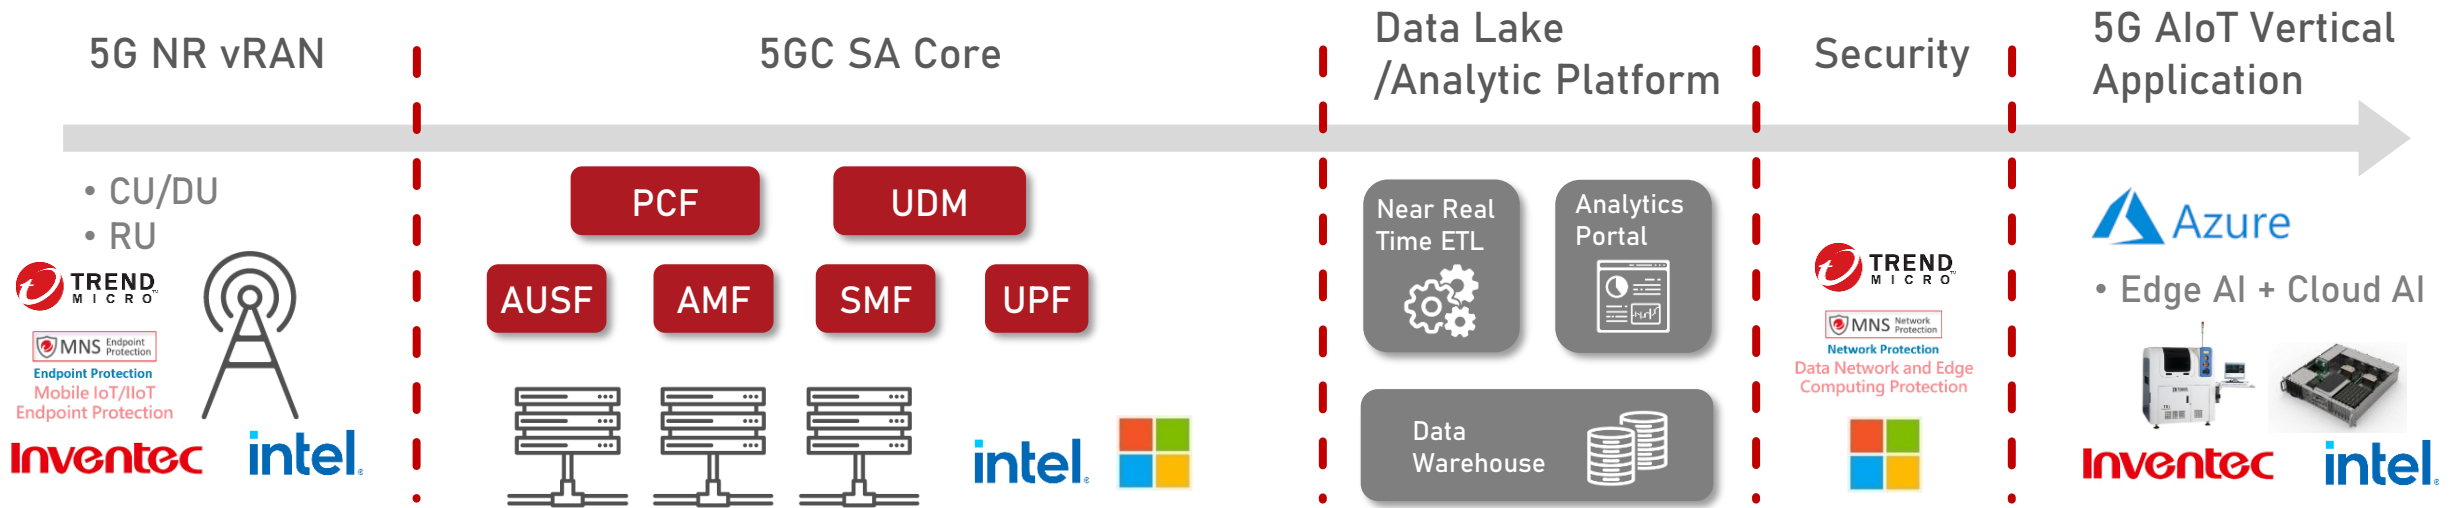 5G NR vRAN
• CU/DU
• RU
TREND
MICRO
MNS Endpoint
Protection
Endpoint Protection
Mobile IoT/IIoT
Endpoint Protection
Inventec
intel.
5GC SA Core
PCF
UDM
AUSF
AMF
SMF
UPF
intel.
Data Lake
/Analytic Platform
Near Real
Time ETL
Analytics
Portal
Data
Warehouse
Security
TREND
MICRO
MNS Network
Protection
Network Protection
Data Network and Edge
Computing Protection
5G AIoT Vertical
Application
Azure
• Edge AI + Cloud AI
Inventec
intel.